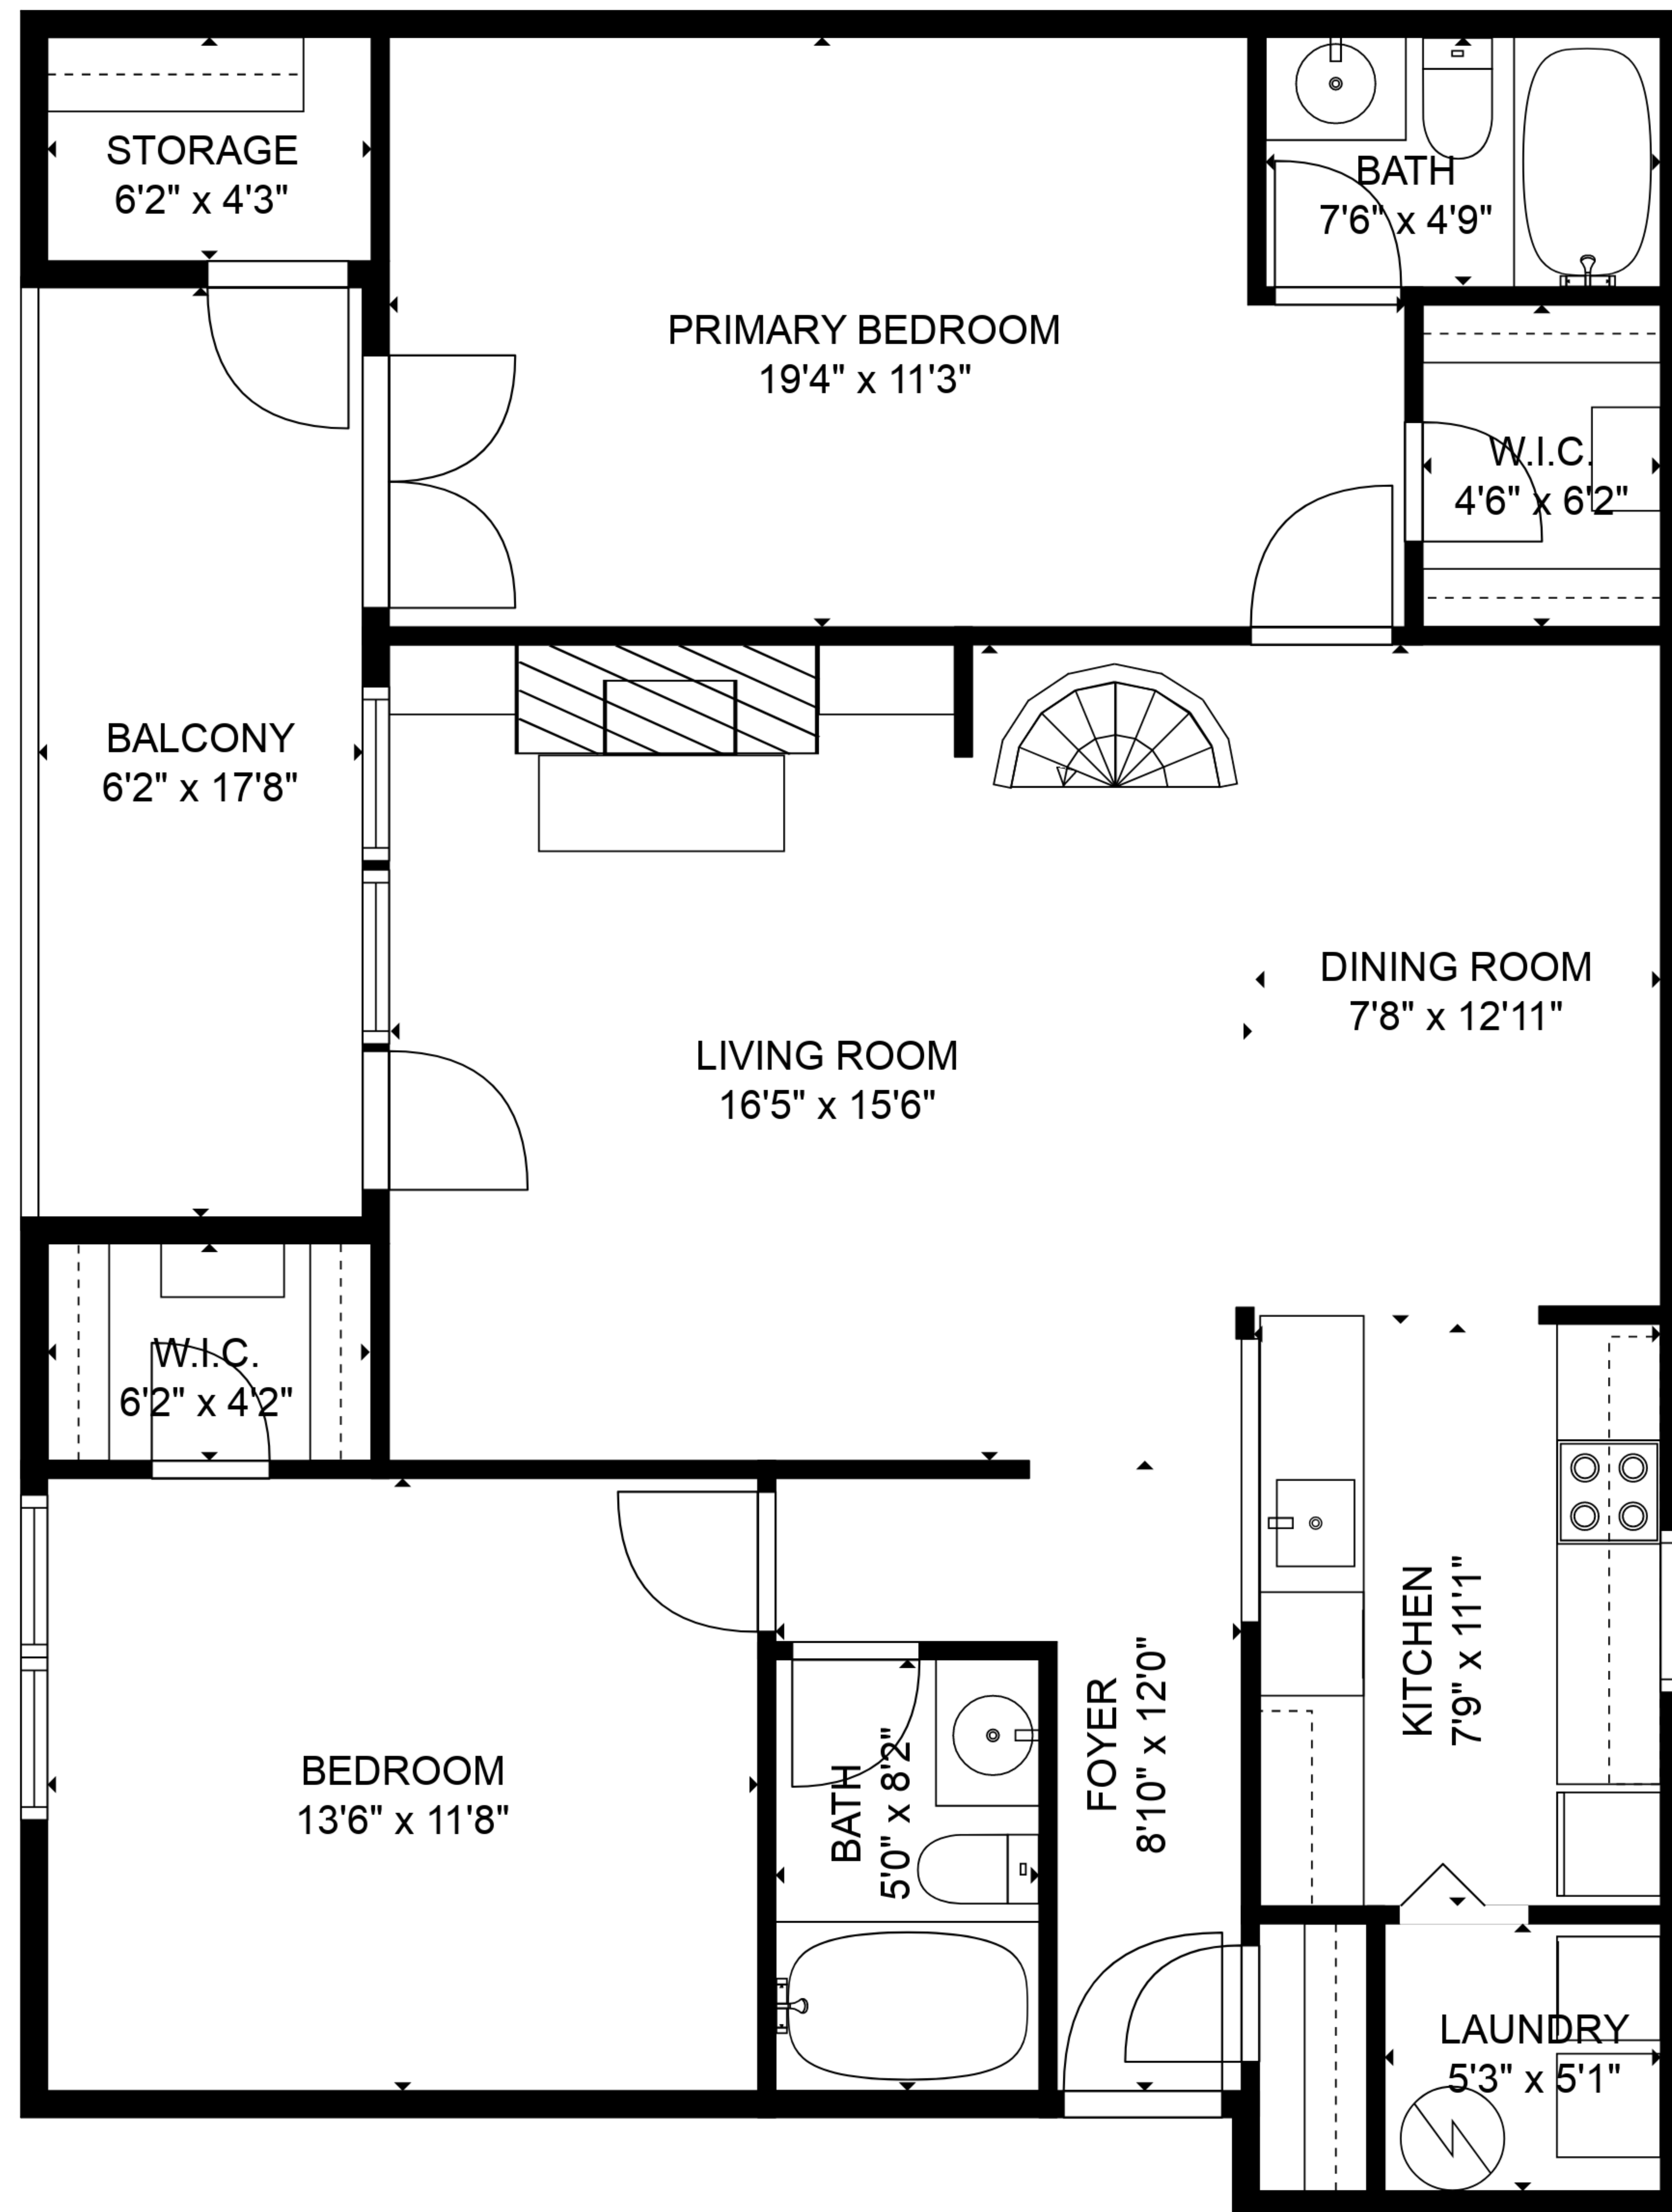 STORAGE
6'2" x 4'3"
BATH
7'6" x 4'9"
PRIMARY BEDROOM
19'4" x 11'3"
W.I.C.
4'6" x 6'2"
BALCONY
6'2" x 17'8"
DINING ROOM
7'8" x 12'11"
LIVING ROOM
16'5" x 15'6"
W.I.C.
6'2" x 4'2"
KITCHEN
7'9" x 11'1"
FOYER
8'10" x 12'0"
BEDROOM
13'6" x 11'8"
BATH
5'0" x 8'2"
LAUNDRY
5'3" x 5'1"